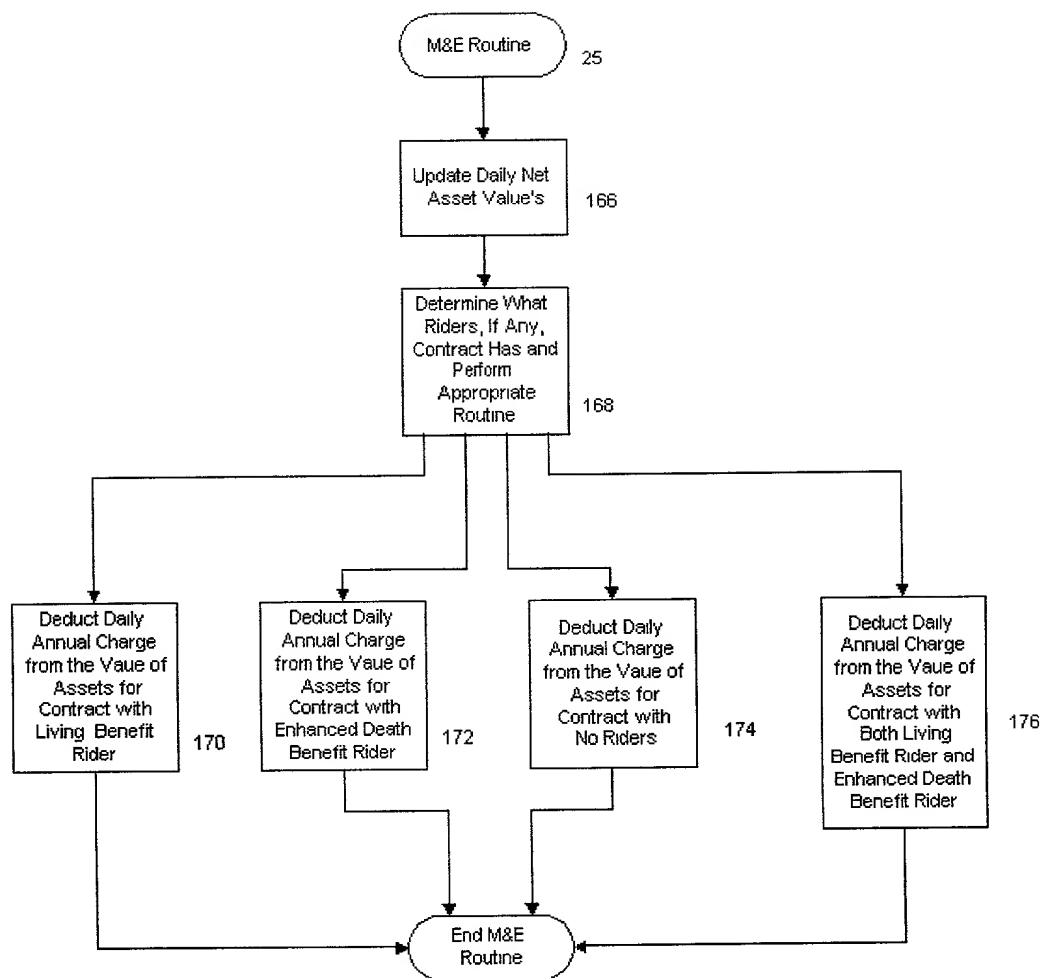 M&E Routine
25
Update Daily Net
Asset Value's
166
Determine What
Riders, If Any,
Contract Has and
Perform
Appropriate
Routine
168
Deduct Daily
Annual Charge
from the Vaue of
Assets for
Contract with
Living Benefit
Rider
170
Deduct Daily
Annual Charge
from the Vaue of
Assets for
Contract with
Enhanced Death
Benefit Rider
172
Deduct Daily
Annual Charge
from the Vaue of
Assets for
Contract with
No Riders
174
Deduct Daily
Annual Charge
from the Vaue of
Assets for
Contract with
Both Living
Benefit Rider and
Enhanced Death
Benefit Rider
176
End M&E
Routine